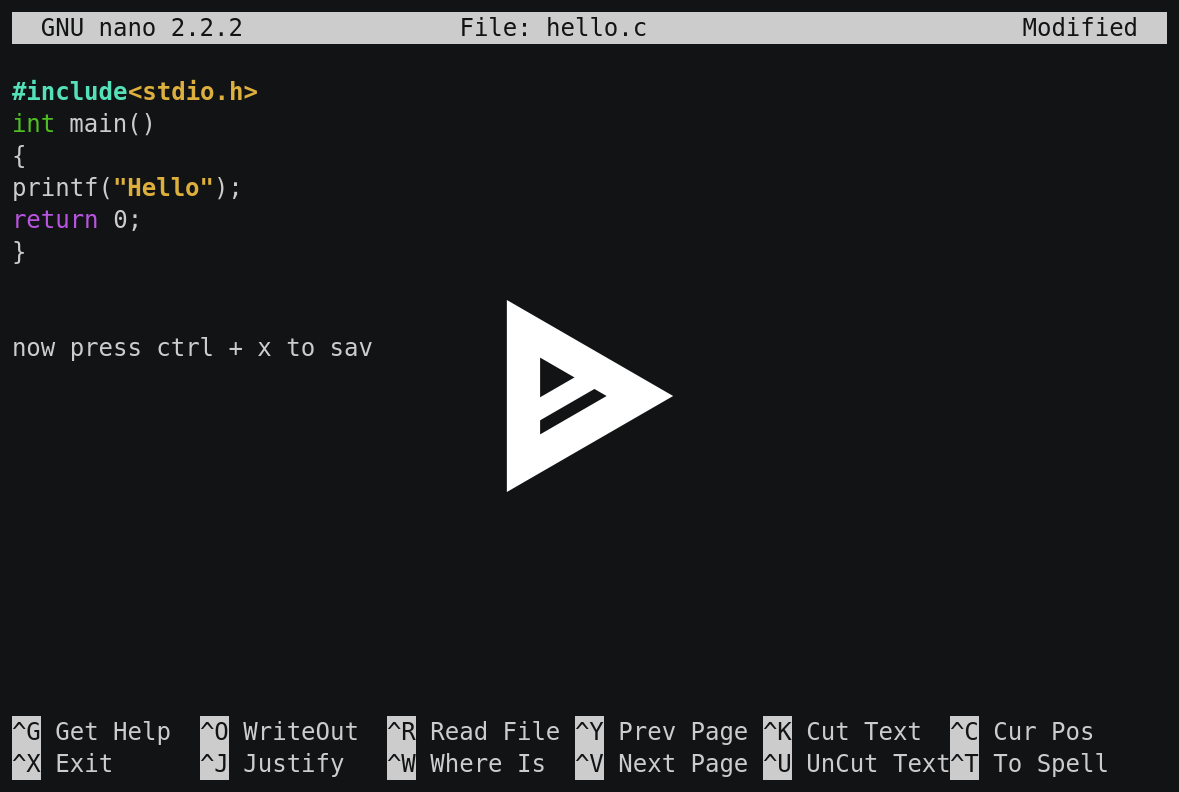 GNU nano 2.2.2 File: hello.c Modified
#include<stdio.h>
int main()
{
printf("Hello");
return 0;
}
now press ctrl + x to sav
^G Get Help ^O WriteOut ^R Read File ^Y Prev Page ^K Cut Text ^C Cur Pos
^X Exit ^J Justify ^W Where Is ^V Next Page ^U UnCut Text^T To Spell